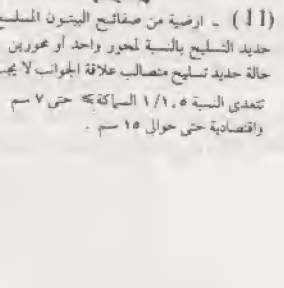 (11) - ارضية من صفائح البيتون المسلح
حديد التسليح بالنسبة لمحور واحد أو محورين
حالة حديد تسليح متصالب علاقة الجوانب لا يجب
تتعدى النسبة ١/١,٥ السماكة ≥ حتى ٧ سم
واقتصادية حتى حوالي ١٥ سم .